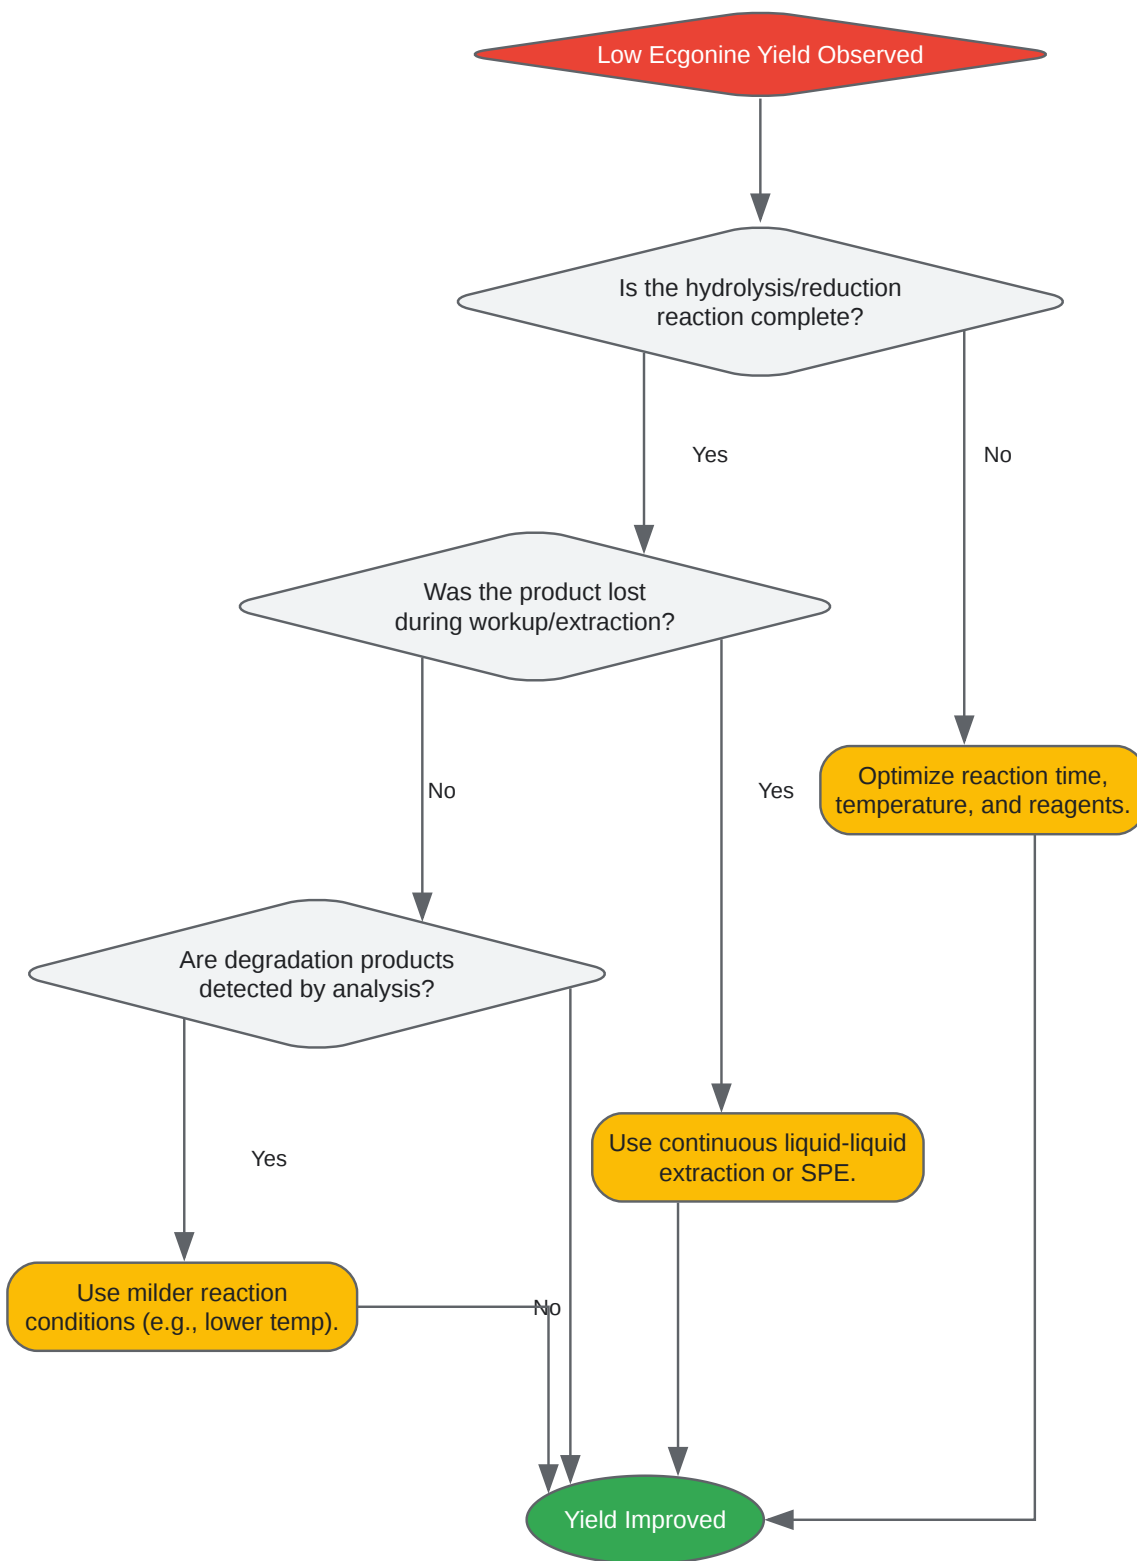 Low Ecgonine Yield Observed
Is the hydrolysis/reduction
reaction complete?
Yes
No
Was the product lost
during workup/extraction?
Optimize reaction time,
temperature, and reagents.
No
Yes
Are degradation products
detected by analysis?
Use continuous liquid-liquid
extraction or SPE.
Yes
Use milder reaction
conditions (e.g., lower temp).
No
Yield Improved